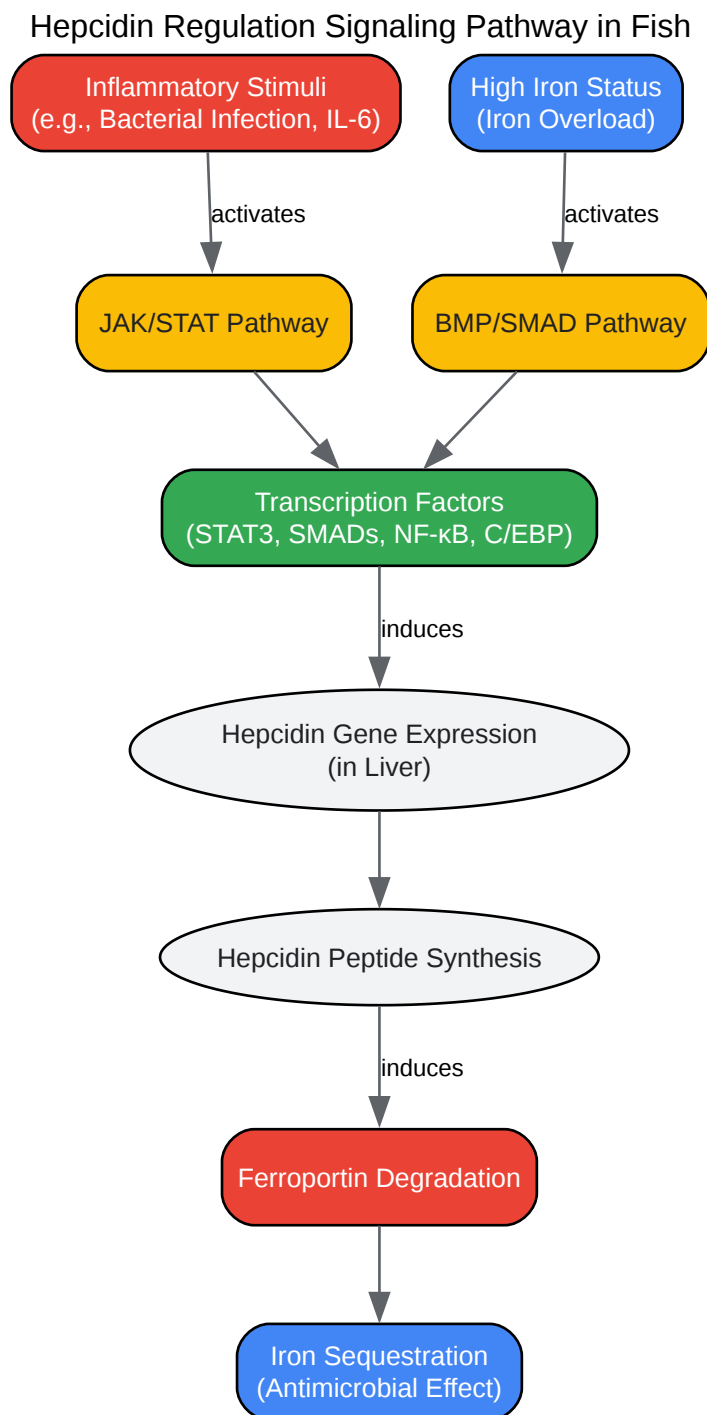 Hepcidin Regulation Signaling Pathway in Fish
Inflammatory Stimuli
(e.g., Bacterial Infection, IL-6)
High Iron Status
(Iron Overload)
activates
activates
JAK/STAT Pathway
BMP/SMAD Pathway
Transcription Factors
(STAT3, SMADs, NF-κB, C/EBP)
induces
Hepcidin Gene Expression
(in Liver)
Hepcidin Peptide Synthesis
induces
Ferroportin Degradation
Iron Sequestration
(Antimicrobial Effect)